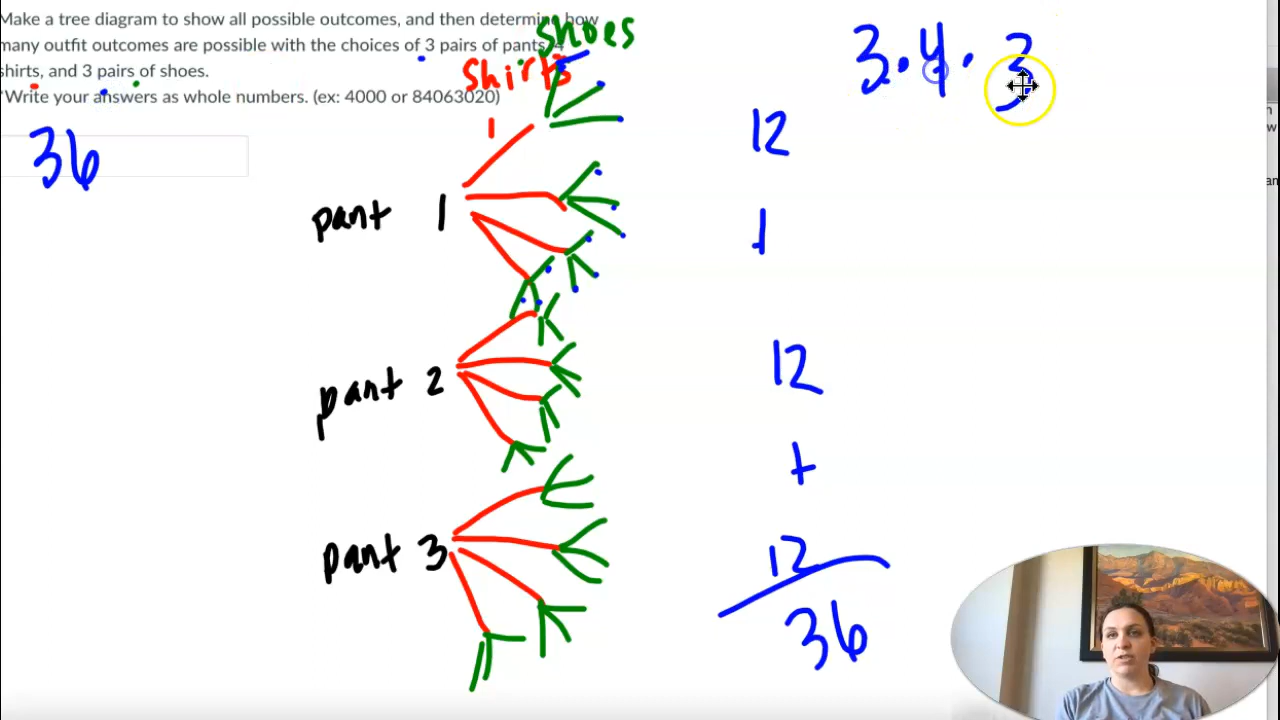 Make a tree diagram to show all possible outcomes, and then determine how
many outfit outcomes are possible with the choices of 3 pairs of pants, 4
shirts, and 3 pairs of shoes.
*Write your answers as whole numbers. (ex: 4000 or 84063020)
36
shoes
shirts
1
pant 1
pant 2
pant 3
3 · 4 · 3
12
+
12
+
12
36